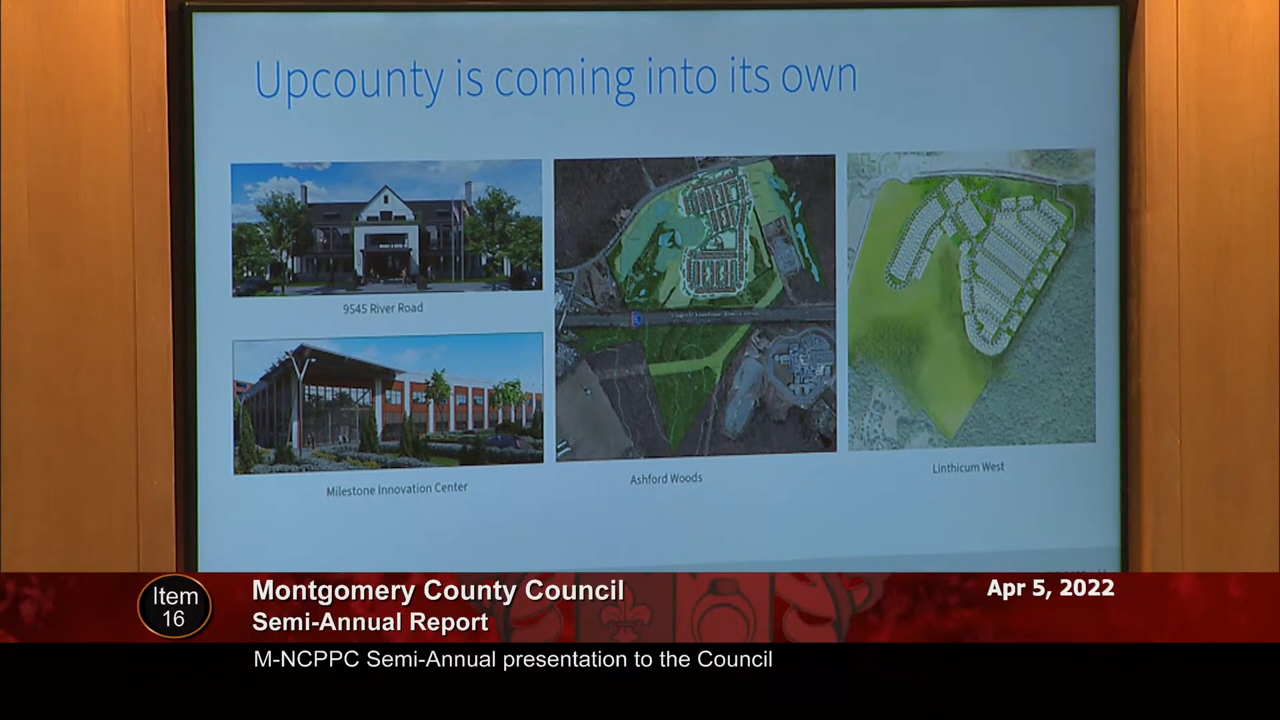 Upcounty is coming into its own
9545 River Road
Milestone Innovation Center
Ashford Woods
Linthicum West
Item
16
Montgomery County Council
Semi-Annual Report
Apr 5, 2022
M-NCPPC Semi-Annual presentation to the Council